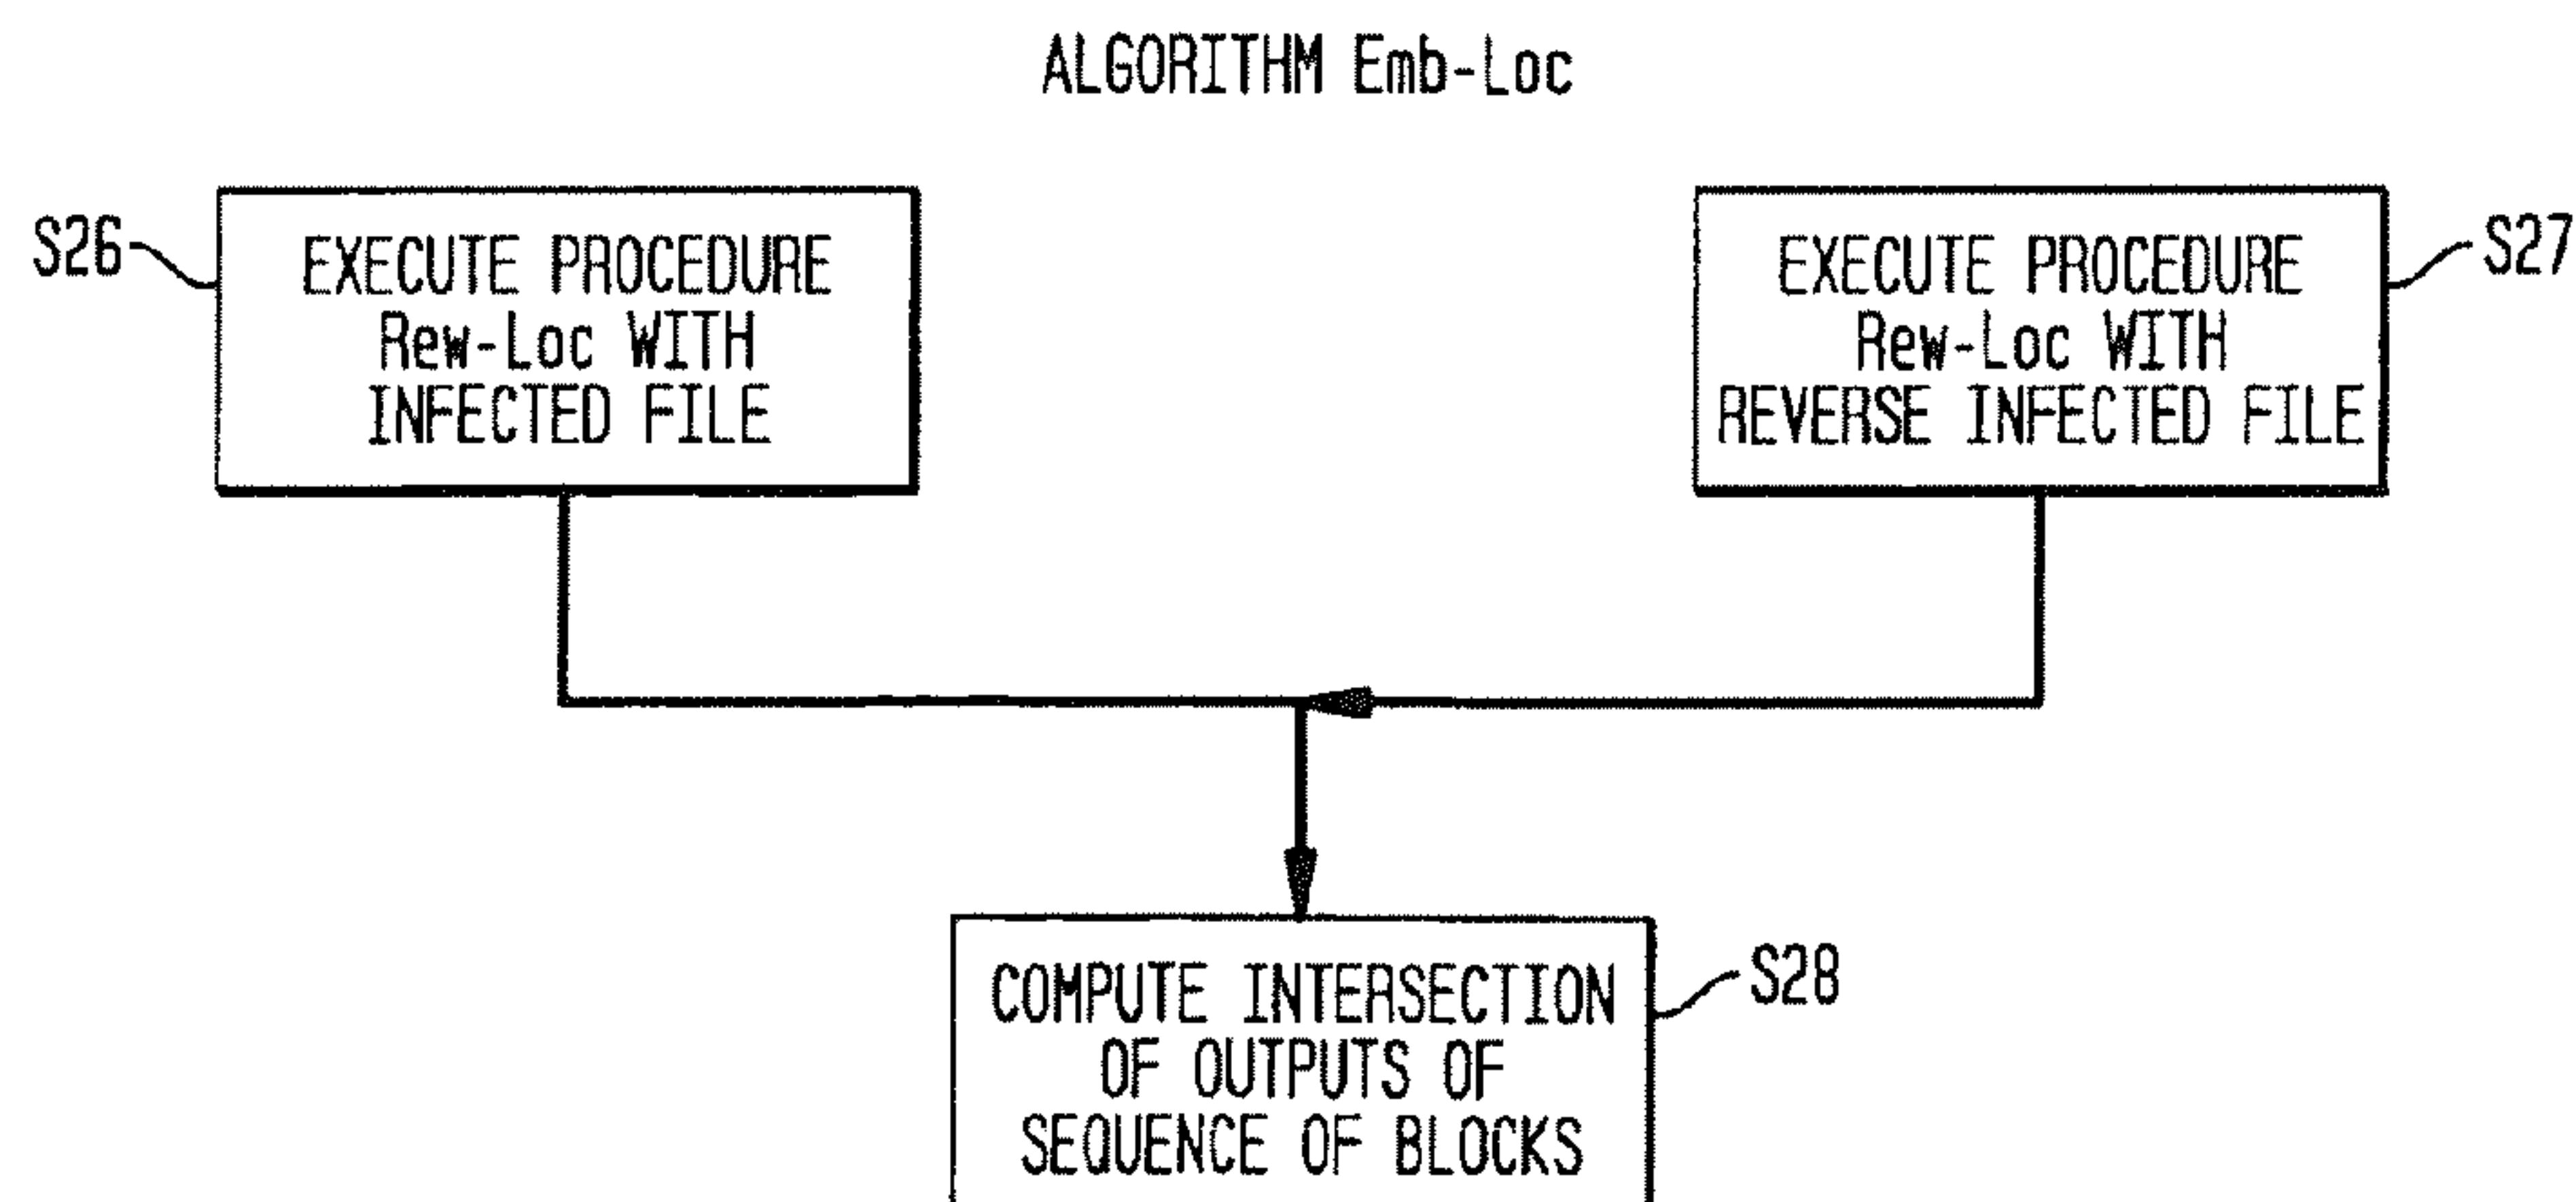 ALGORITHM Emb-Loc
S26
EXECUTE PROCEDURE
Rew-Loc WITH
INFECTED FILE
EXECUTE PROCEDURE
Rew-Loc WITH
REVERSE INFECTED FILE
S27
COMPUTE INTERSECTION
OF OUTPUTS OF
SEQUENCE OF BLOCKS
S28